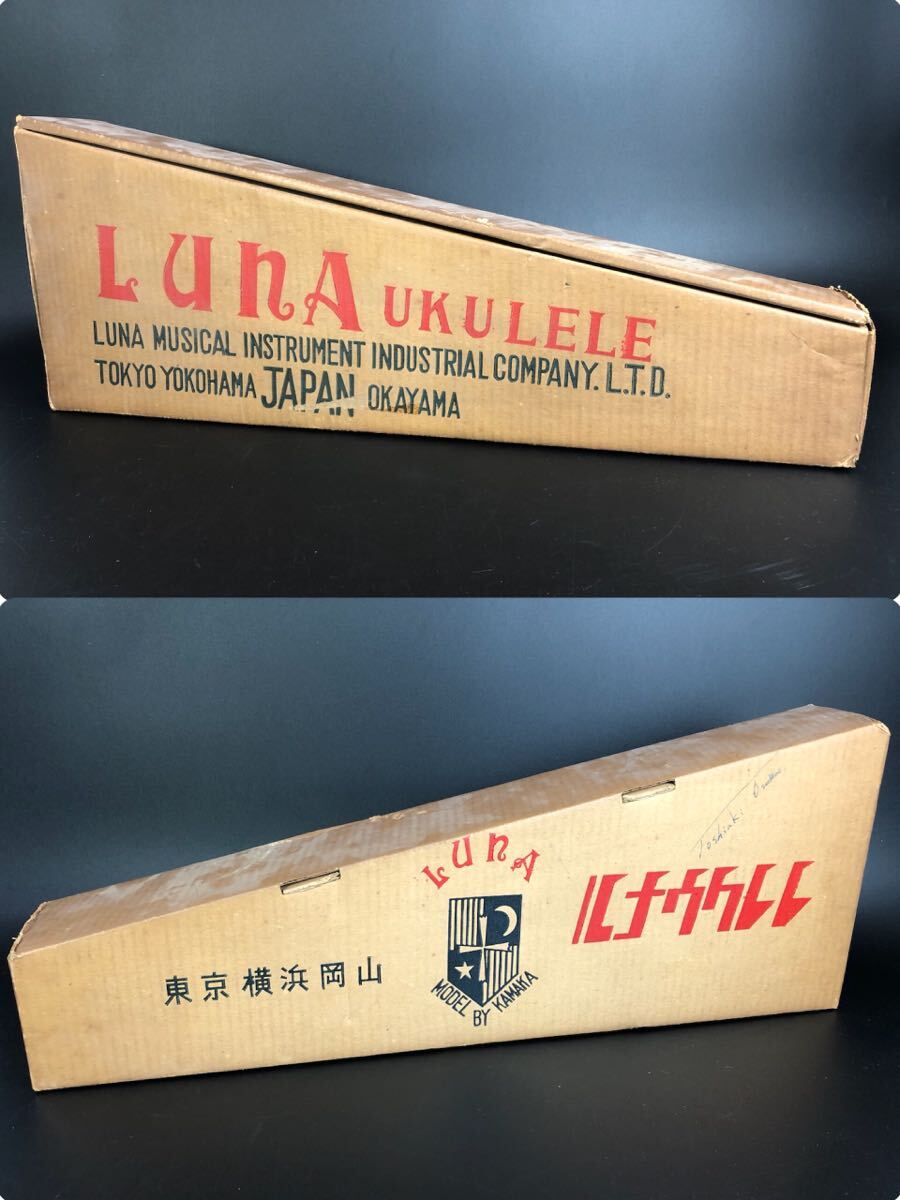 LUNA UKULELE
LUNA MUSICAL INSTRUMENT INDUSTRIAL COMPANY. L.T.D.
TOKYO YOKOHAMA JAPAN OKAYAMA
Toshiaki
LUNA
ルナウクレレ
東京 横浜 岡山
MODEL BY KAMAKA